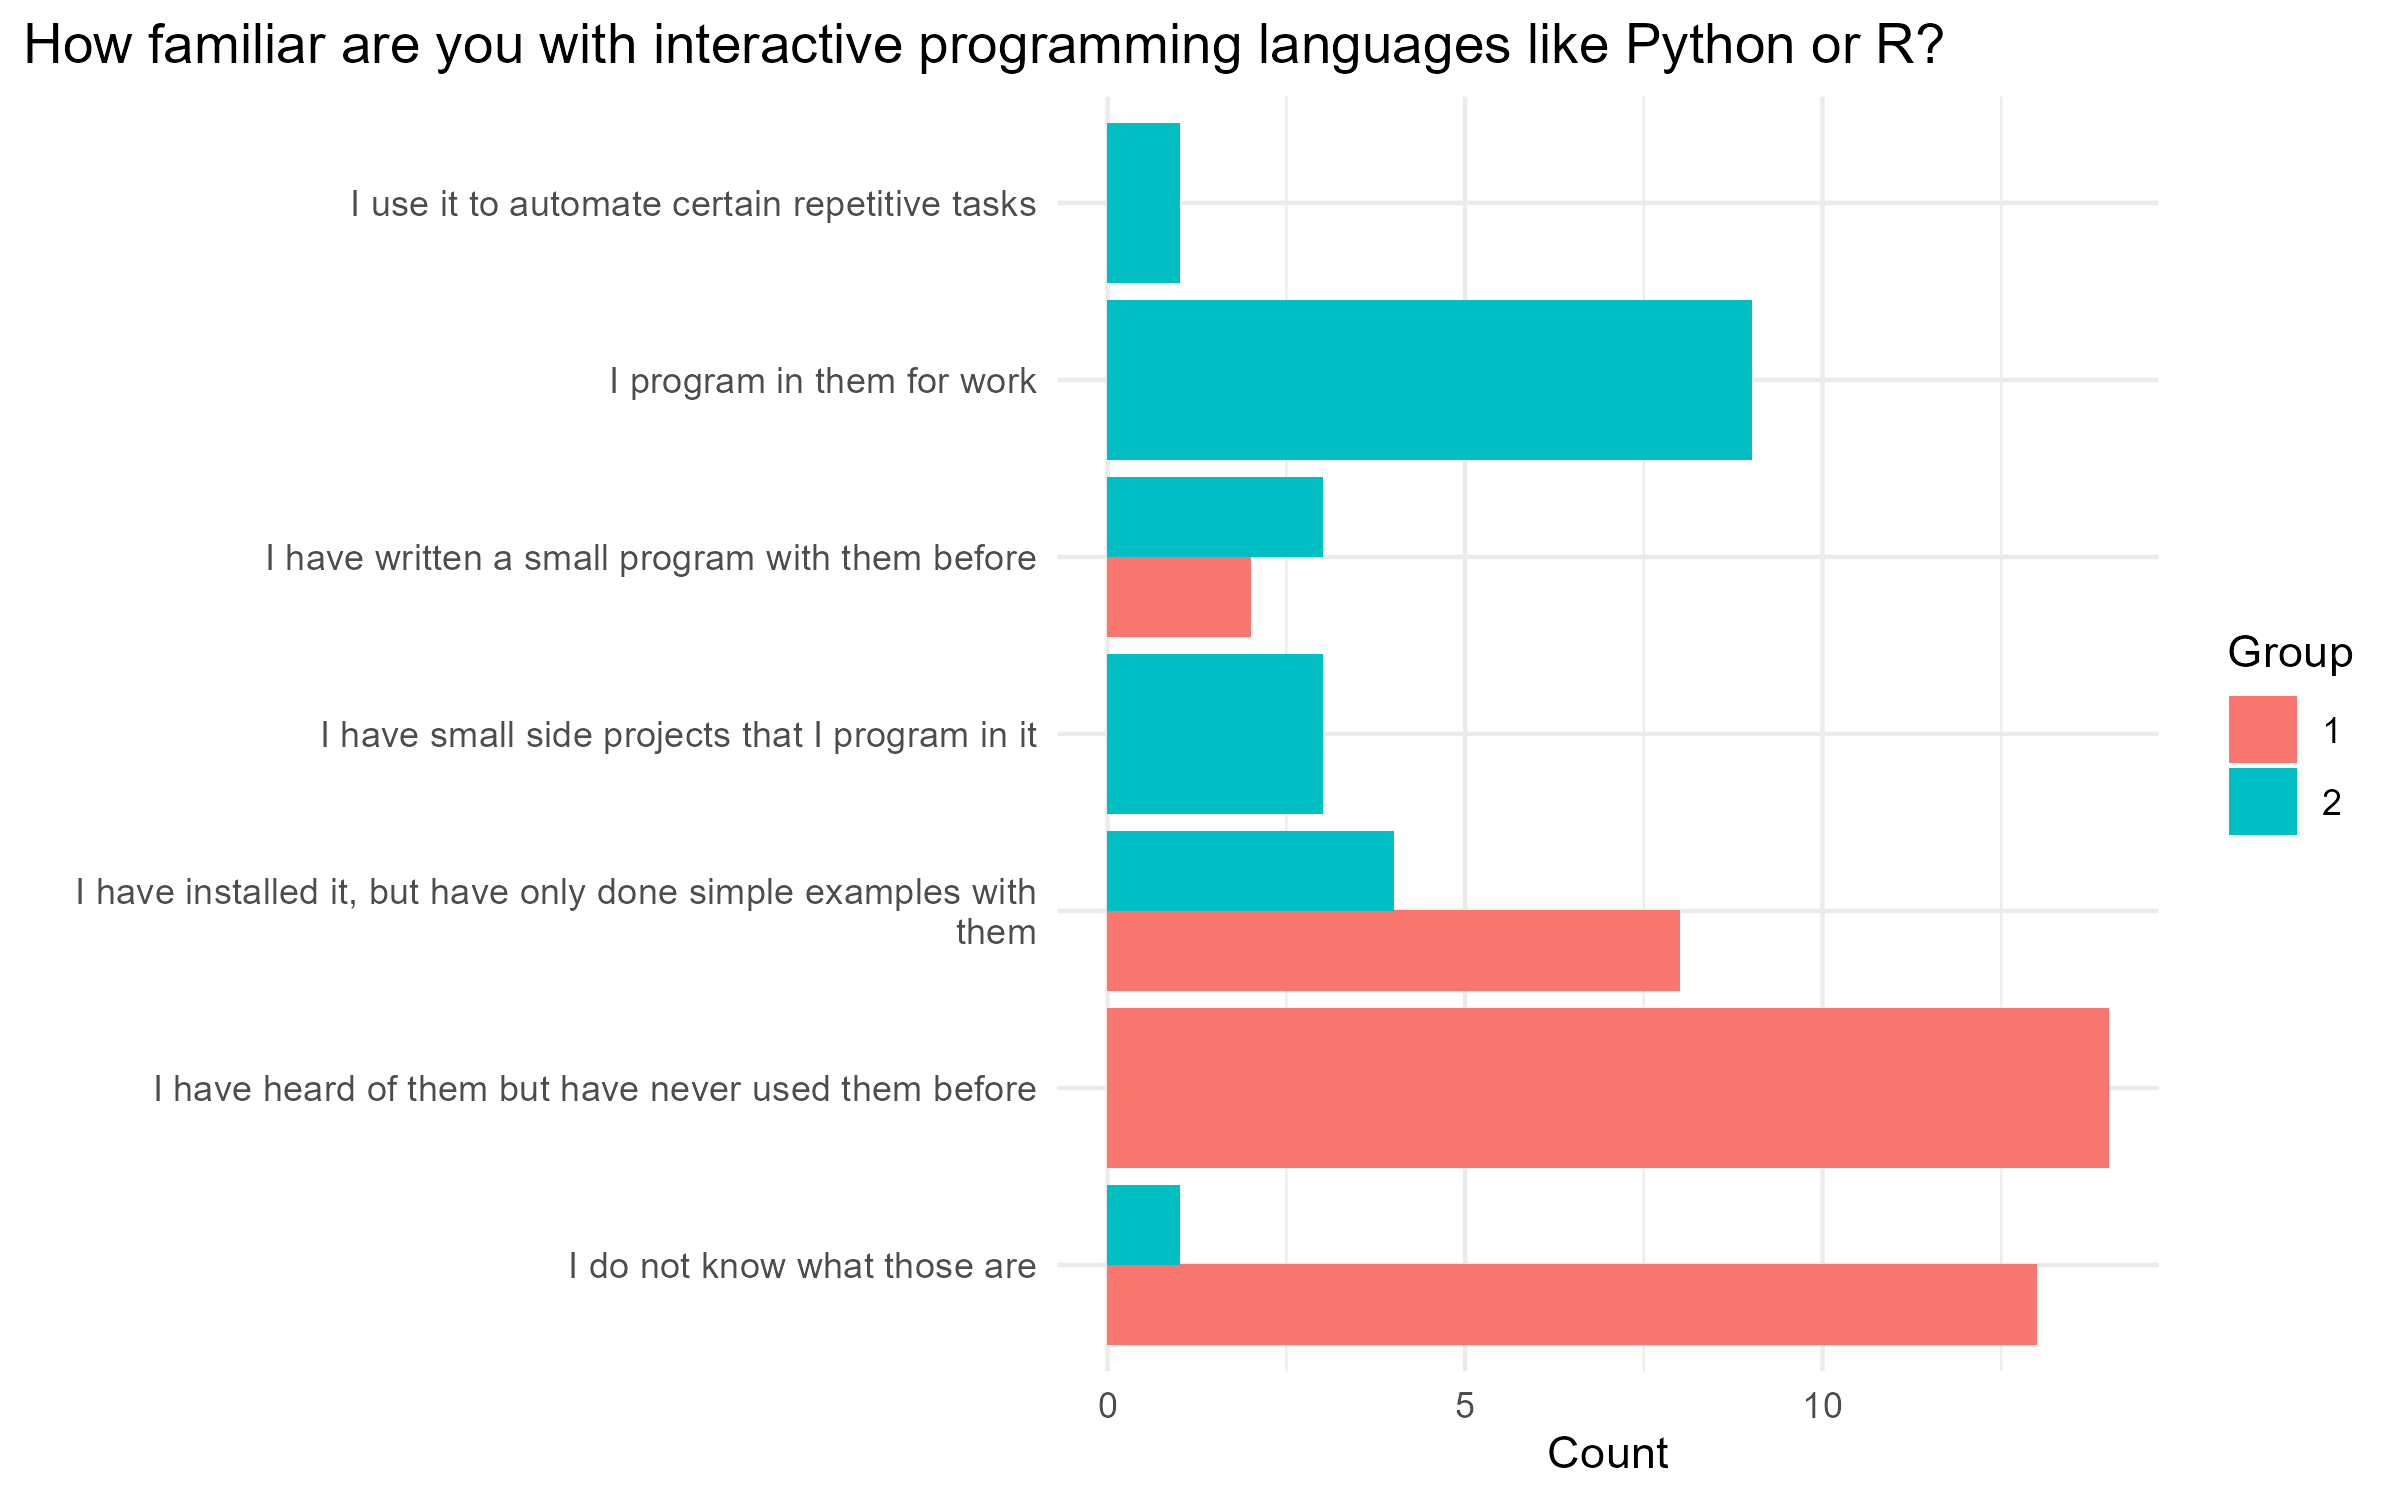 How familiar are you with interactive programming languages like Python or R?
I use it to automate certain repetitive tasks
I program in them for work
I have written a small program with them before
I have small side projects that I program in it
I have installed it, but have only done simple examples with
them
I have heard of them but have never used them before
I do not know what those are
0
5
10
Count
Group
1
2